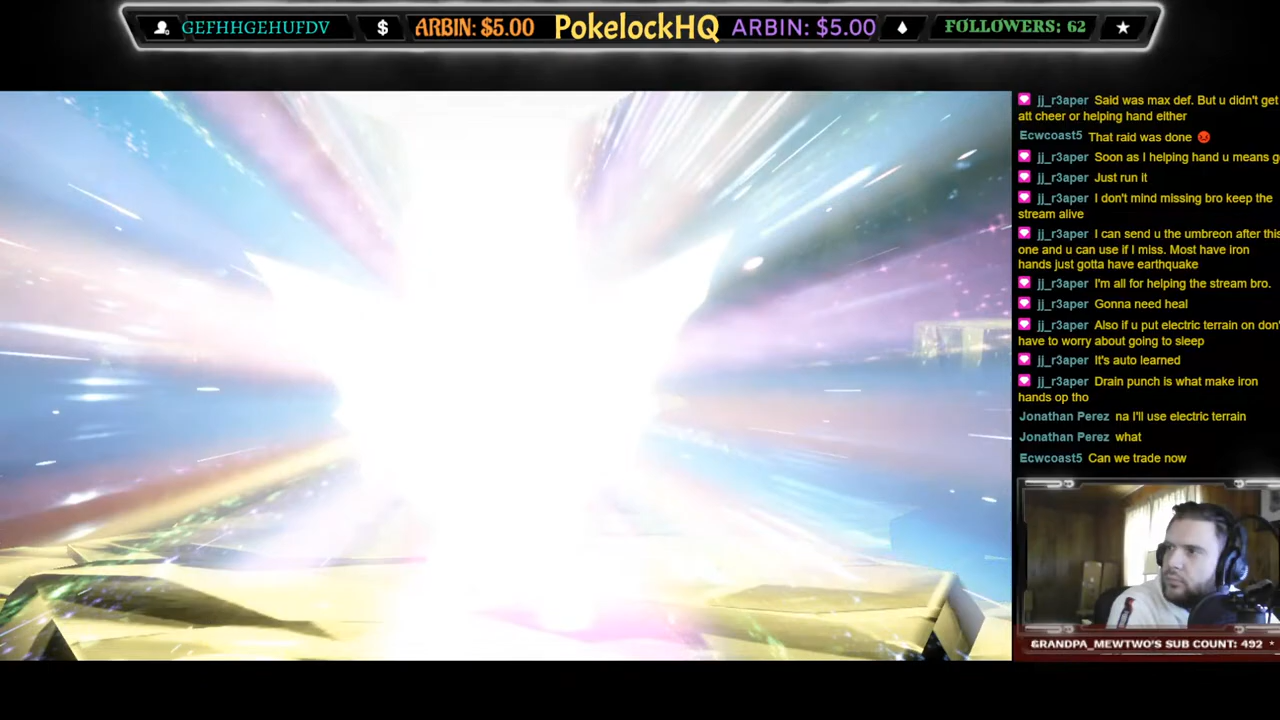 GEFHHGEHUFDV $ ARBIN: $5.00 PokelockHQ ARBIN: $5.00 FOLLOWERS: 62
jj_r3aper Said was max def. But u didn't get
att cheer or helping hand either
Ecwcoast5 That raid was done
jj_r3aper Soon as I helping hand u means g
jj_r3aper Just run it
jj_r3aper I don't mind missing bro keep the
stream alive
jj_r3aper I can send u the umbreon after this
one and u can use if I miss. Most have iron
hands just gotta have earthquake
jj_r3aper I'm all for helping the stream bro.
jj_r3aper Gonna need heal
jj_r3aper Also if u put electric terrain on don'
have to worry about going to sleep
jj_r3aper It's auto learned
jj_r3aper Drain punch is what make iron
hands op tho
Jonathan Perez na I'll use electric terrain
Jonathan Perez what
Ecwcoast5 Can we trade now
GRANDPA_MEWTWO'S SUB COUNT: 492 *